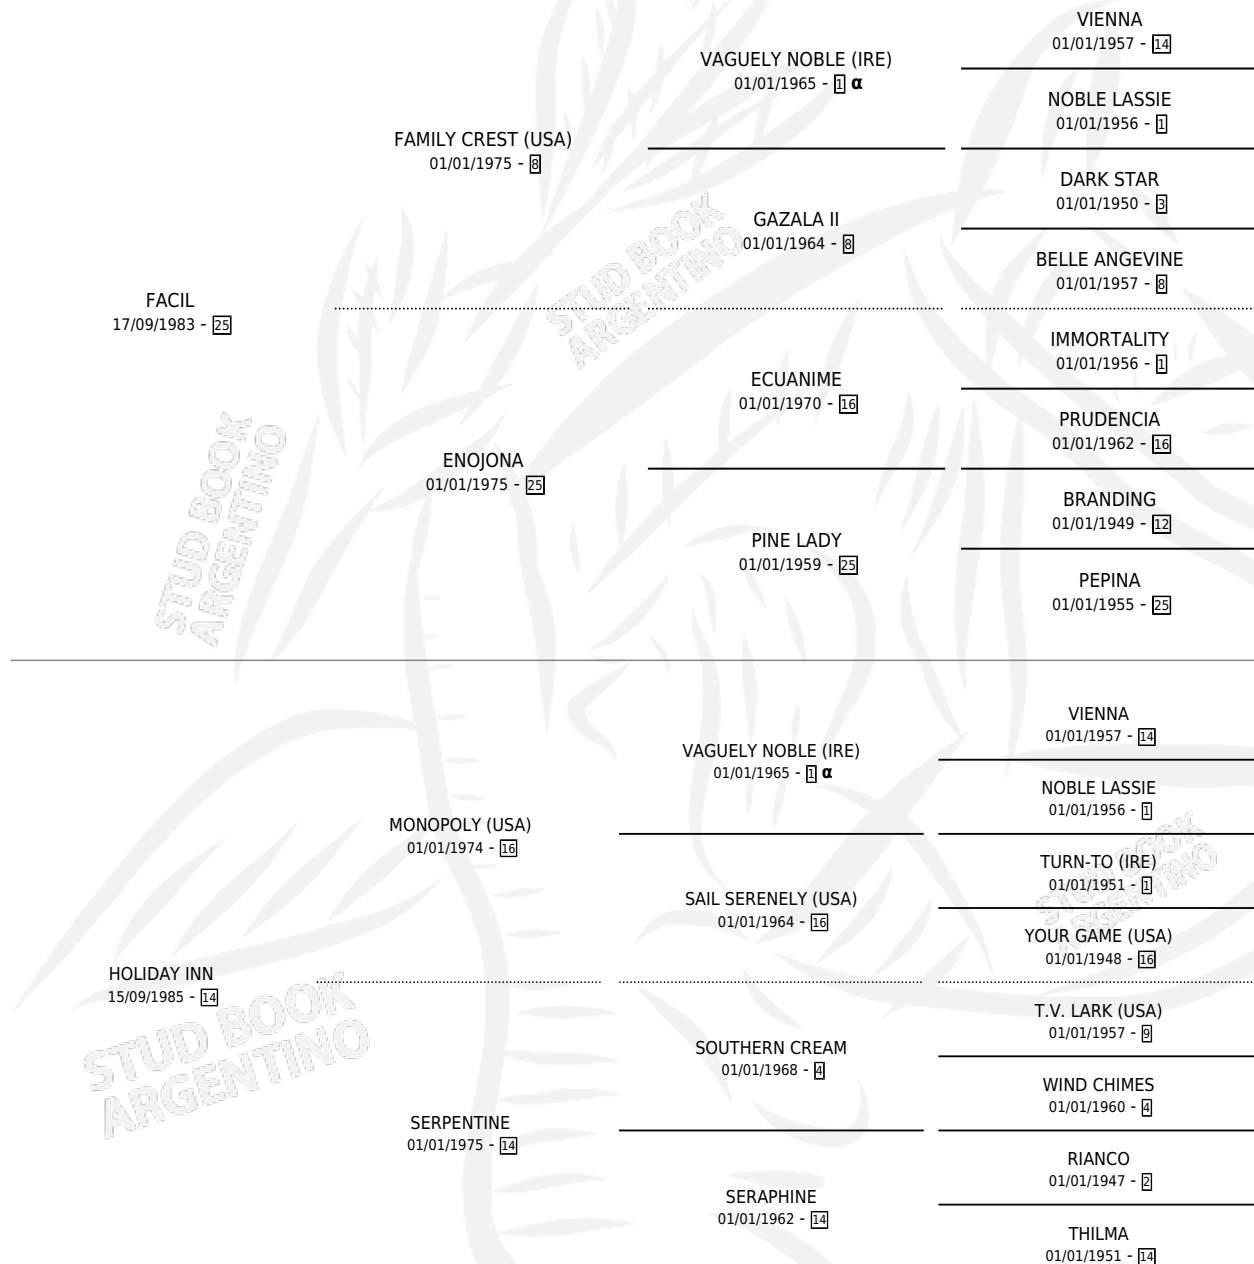 VIENNA
01/01/1957 - 14
VAGUELY NOBLE (IRE)
01/01/1965 - 1 α
NOBLE LASSIE
01/01/1956 - 1
FAMILY CREST (USA)
01/01/1975 - 8
DARK STAR
01/01/1950 - 3
GAZALA II
01/01/1964 - 8
BELLE ANGEVINE
01/01/1957 - 8
FACIL
17/09/1983 - 25
IMMORTALITY
01/01/1956 - 1
ECUANIME
01/01/1970 - 16
PRUDENCIA
01/01/1962 - 16
ENOJONA
01/01/1975 - 25
BRANDING
01/01/1949 - 12
PINE LADY
01/01/1959 - 25
PEPINA
01/01/1955 - 25
VIENNA
01/01/1957 - 14
VAGUELY NOBLE (IRE)
01/01/1965 - 1 α
NOBLE LASSIE
01/01/1956 - 1
MONOPOLY (USA)
01/01/1974 - 16
TURN-TO (IRE)
01/01/1951 - 1
SAIL SERENELY (USA)
01/01/1964 - 16
YOUR GAME (USA)
01/01/1948 - 16
HOLIDAY INN
15/09/1985 - 14
T.V. LARK (USA)
01/01/1957 - 9
SOUTHERN CREAM
01/01/1968 - 4
WIND CHIMES
01/01/1960 - 4
SERPENTINE
01/01/1975 - 14
RIANCO
01/01/1947 - 2
SERAPHINE
01/01/1962 - 14
THILMA
01/01/1951 - 14
STUD BOOK
ARGENTINO
STUD BOOK
ARGENTINO
STUD BOOK
ARGENTINO
STUD BOOK
ARGENTINO